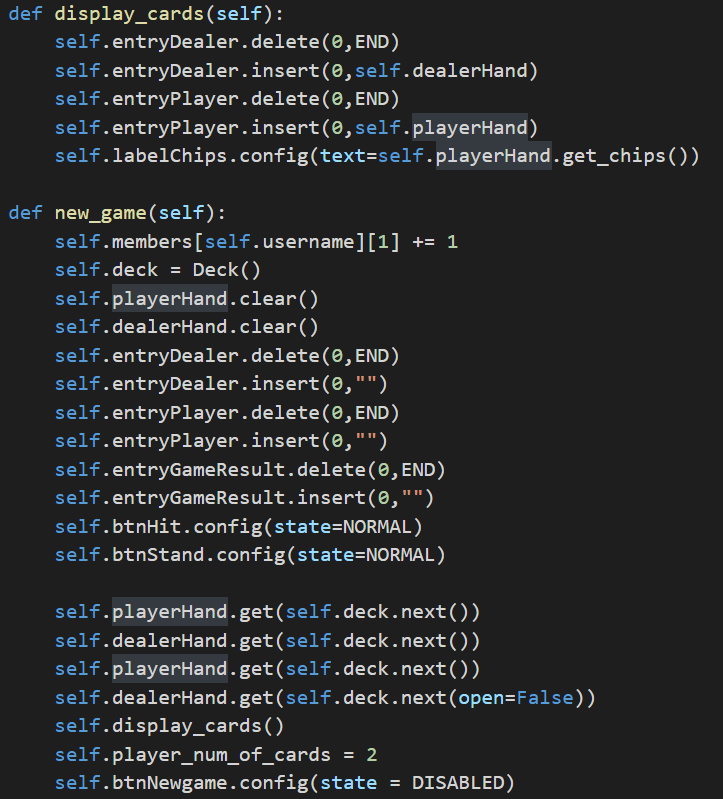 def display_cards(self):
    self.entryDealer.delete(0,END)
    self.entryDealer.insert(0,self.dealerHand)
    self.entryPlayer.delete(0,END)
    self.entryPlayer.insert(0,self.playerHand)
    self.labelChips.config(text=self.playerHand.get_chips())

def new_game(self):
    self.members[self.username][1] += 1
    self.deck = Deck()
    self.playerHand.clear()
    self.dealerHand.clear()
    self.entryDealer.delete(0,END)
    self.entryDealer.insert(0,"")
    self.entryPlayer.delete(0,END)
    self.entryPlayer.insert(0,"")
    self.entryGameResult.delete(0,END)
    self.entryGameResult.insert(0,"")
    self.btnHit.config(state=NORMAL)
    self.btnStand.config(state=NORMAL)

    self.playerHand.get(self.deck.next())
    self.dealerHand.get(self.deck.next())
    self.playerHand.get(self.deck.next())
    self.dealerHand.get(self.deck.next(open=False))
    self.display_cards()
    self.player_num_of_cards = 2
    self.btnNewgame.config(state = DISABLED)